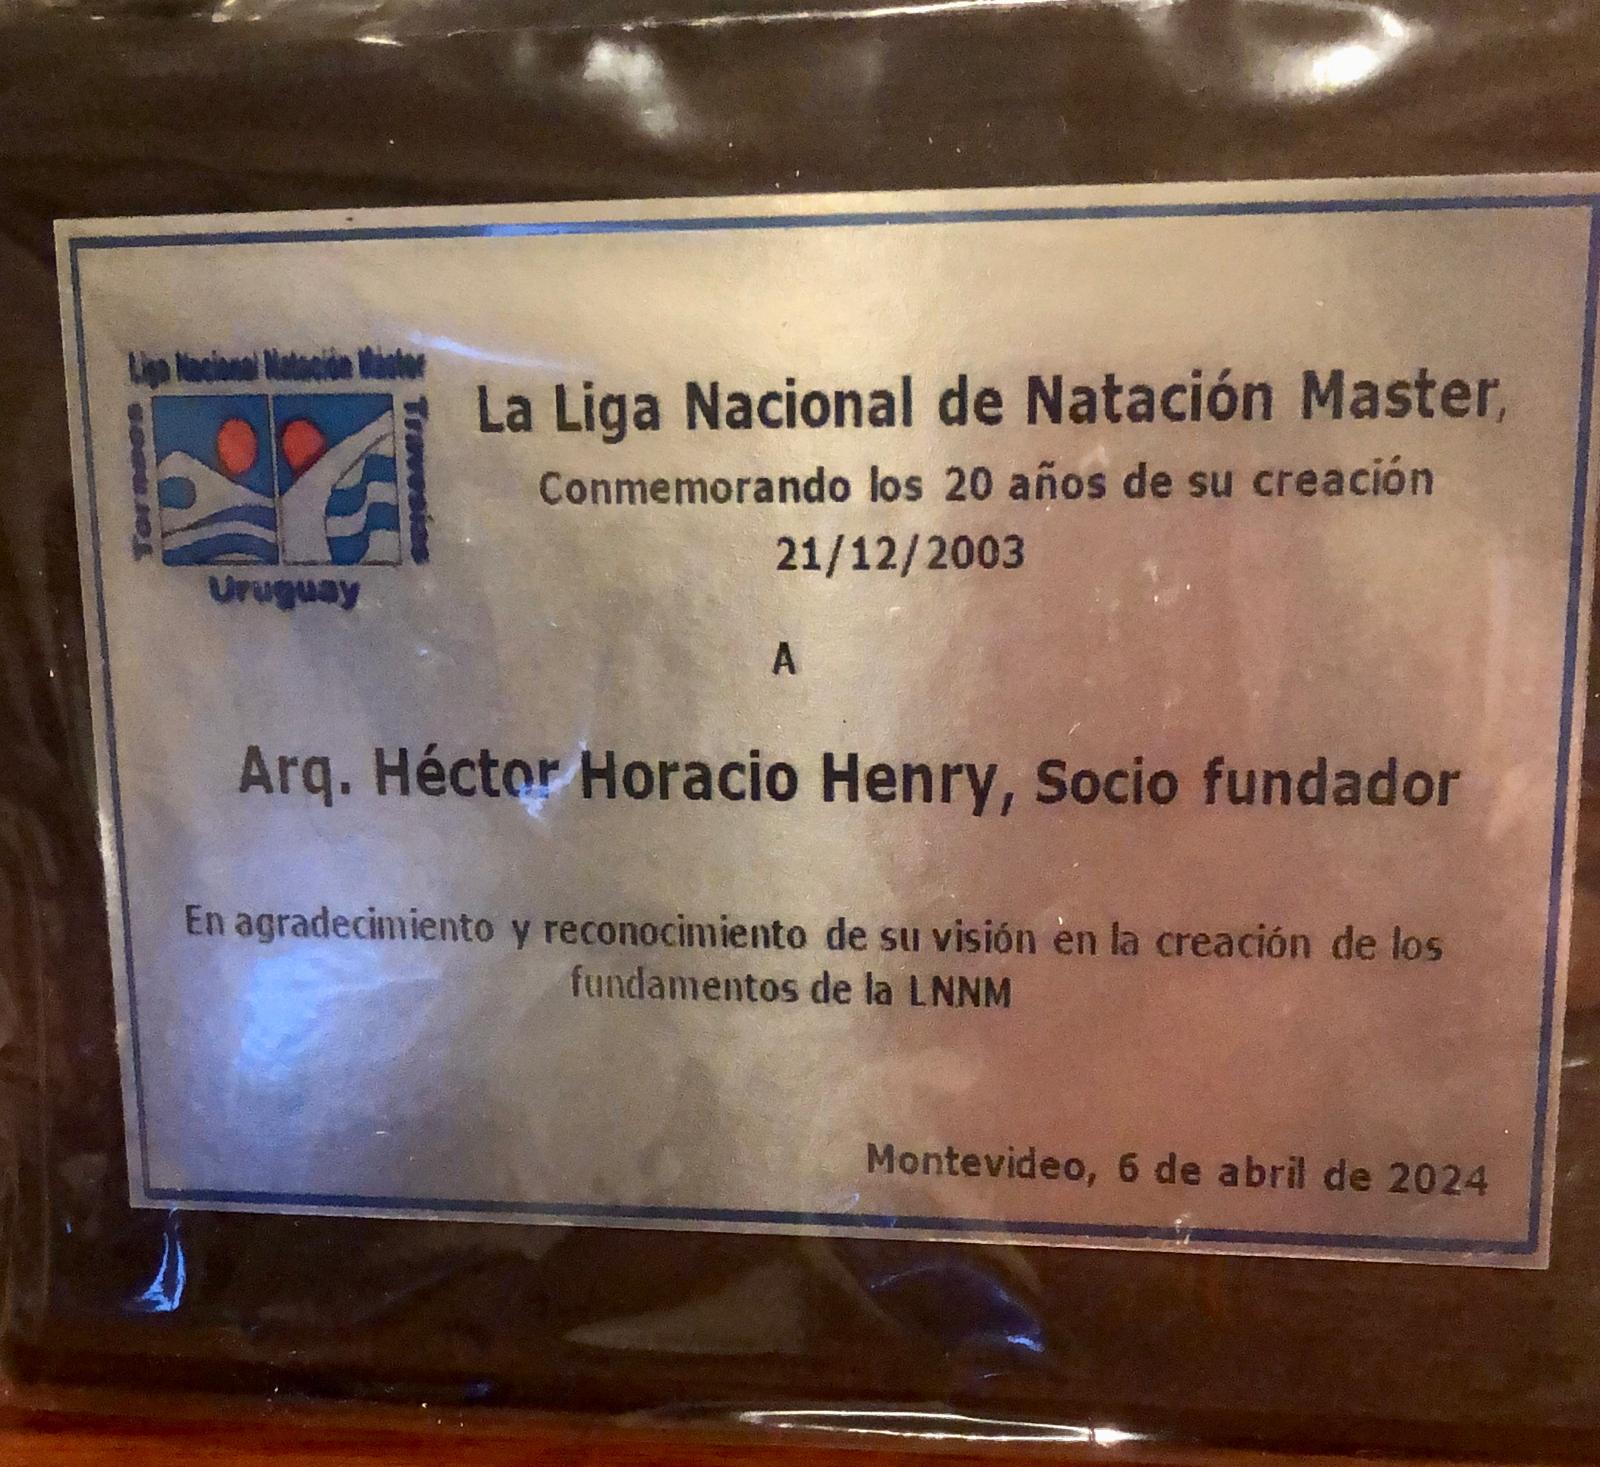 Liga Nacional Natación Máster
Torneos
Travesías
Uruguay
La Liga Nacional de Natación Master,
Conmemorando los 20 años de su creación
21/12/2003
A
Arq. Héctor Horacio Henry, Socio fundador
En agradecimiento y reconocimiento de su visión en la creación de los
fundamentos de la LNNM
Montevideo, 6 de abril de 2024